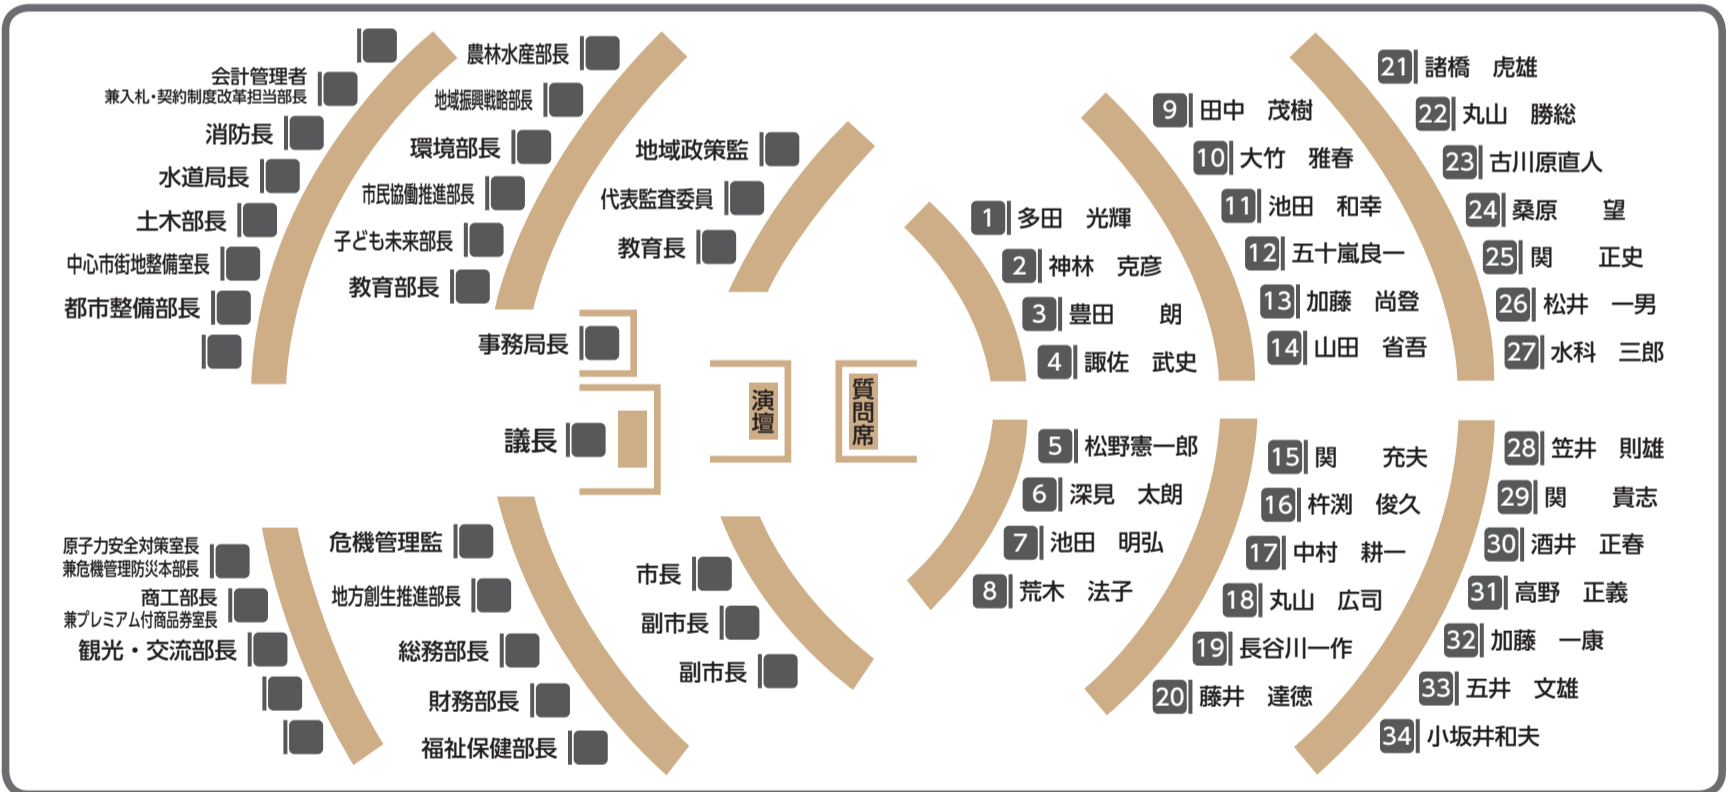 会計管理者
兼入札・契約制度改革担当部長
消防長
水道局長
土木部長
中心市街地整備室長
都市整備部長
農林水産部長
地域振興戦略部長
環境部長
市民協働推進部長
子ども未来部長
教育部長
地域政策監
代表監査委員
教育長
事務局長
議長
演壇
質問席
原子力安全対策室長
兼危機管理防災本部長
商工部長
兼プレミアム付商品券室長
観光・交流部長
危機管理監
地方創生推進部長
総務部長
財務部長
福祉保健部長
市長
副市長
副市長
1 多田 光輝
2 神林 克彦
3 豊田 朗
4 諏佐 武史
5 松野憲一郎
6 深見 太朗
7 池田 明弘
8 荒木 法子
9 田中 茂樹
10 大竹 雅春
11 池田 和幸
12 五十嵐良一
13 加藤 尚登
14 山田 省吾
15 関 充夫
16 杵渕 俊久
17 中村 耕一
18 丸山 広司
19 長谷川一作
20 藤井 達徳
21 諸橋 虎雄
22 丸山 勝総
23 古川原直人
24 桑原 望
25 関 正史
26 松井 一男
27 水科 三郎
28 笠井 則雄
29 関 貴志
30 酒井 正春
31 高野 正義
32 加藤 一康
33 五井 文雄
34 小坂井和夫